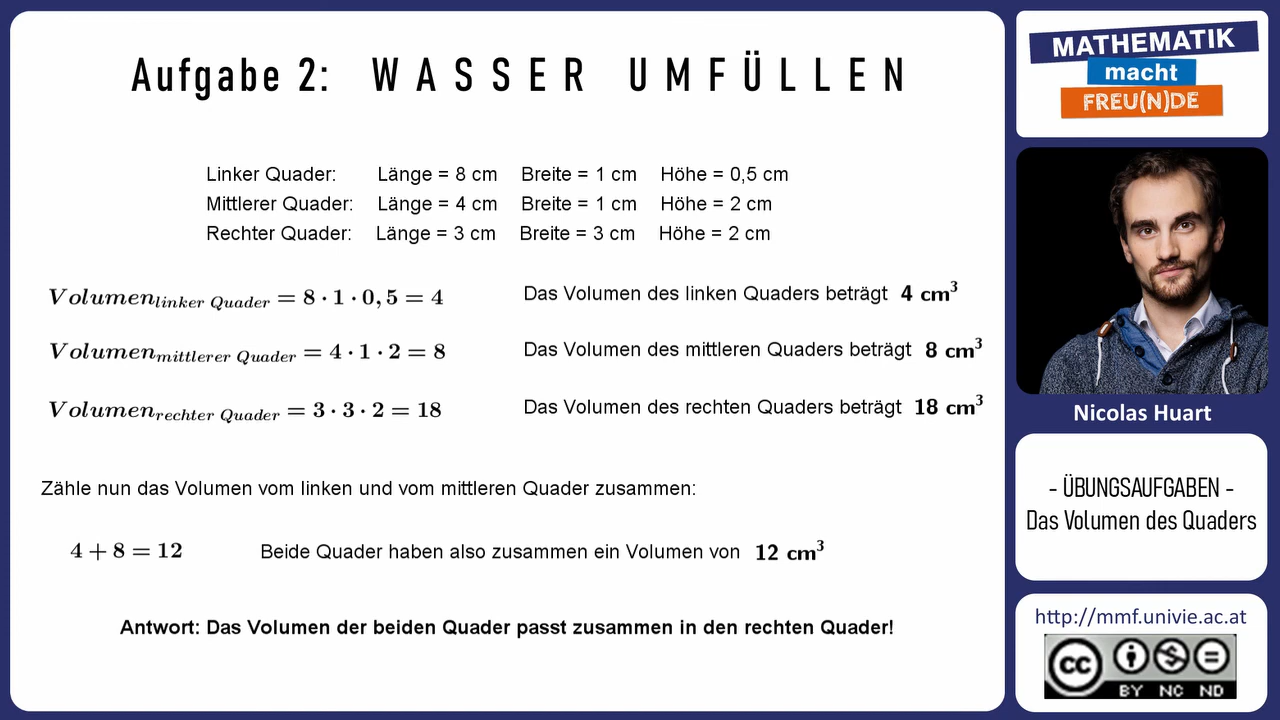 Aufgabe 2: WASSER UMFÜLLEN
Linker Quader: Länge = 8 cm Breite = 1 cm Höhe = 0,5 cm
Mittlerer Quader: Länge = 4 cm Breite = 1 cm Höhe = 2 cm
Rechter Quader: Länge = 3 cm Breite = 3 cm Höhe = 2 cm
Volumen_linker Quader = 8 · 1 · 0,5 = 4 Das Volumen des linken Quaders beträgt 4 cm³
Volumen_mittlerer Quader = 4 · 1 · 2 = 8 Das Volumen des mittleren Quaders beträgt 8 cm³
Volumen_rechter Quader = 3 · 3 · 2 = 18 Das Volumen des rechten Quaders beträgt 18 cm³
Zähle nun das Volumen vom linken und vom mittleren Quader zusammen:
4 + 8 = 12 Beide Quader haben also zusammen ein Volumen von 12 cm³
Antwort: Das Volumen der beiden Quader passt zusammen in den rechten Quader!
MATHEMATIK
macht
FREU(N)DE
Nicolas Huart
- ÜBUNGSAUFGABEN -
Das Volumen des Quaders
http://mmf.univie.ac.at
cc
BY NC ND